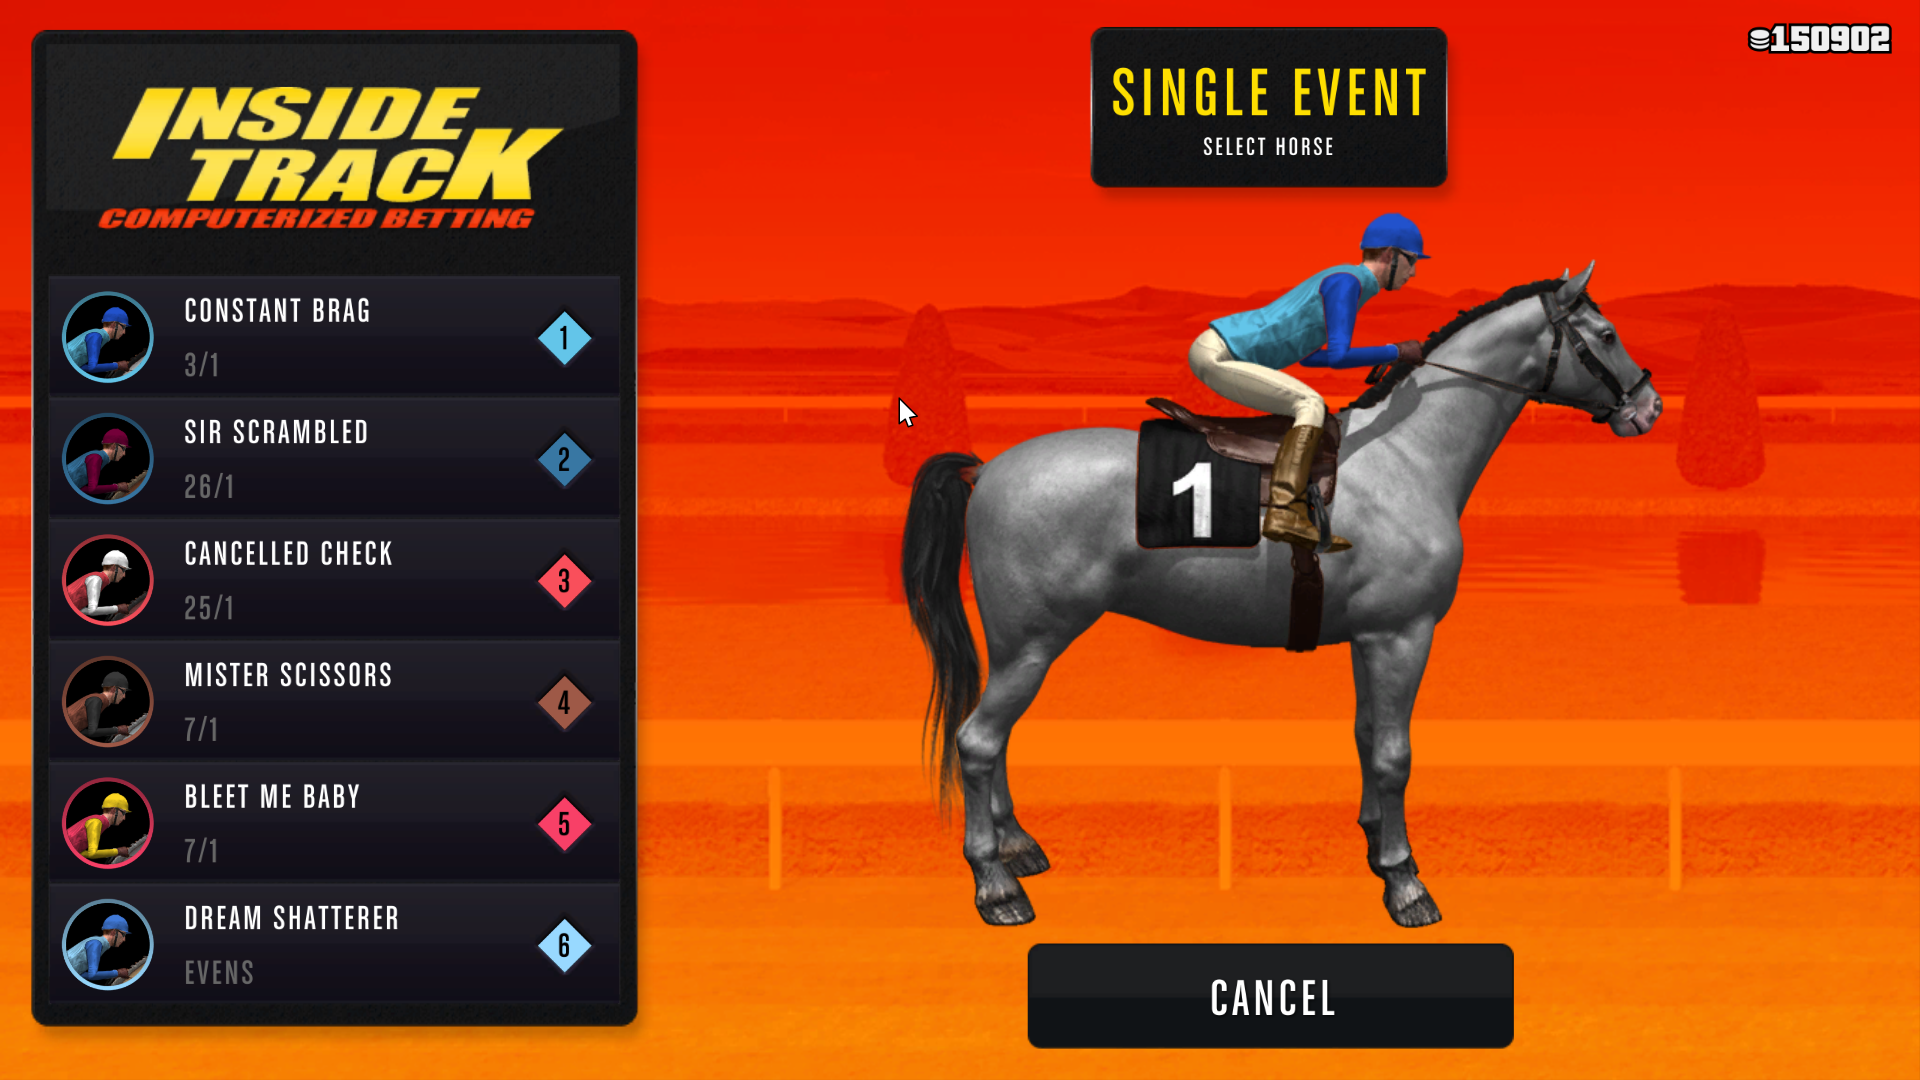 INSIDE
TRACK
COMPUTERIZED BETTING
CONSTANT BRAG
3/1
1
SIR SCRAMBLED
26/1
2
CANCELLED CHECK
25/1
3
MISTER SCISSORS
7/1
4
BLEET ME BABY
7/1
5
DREAM SHATTERER
EVENS
6
SINGLE EVENT
SELECT HORSE
150902
1
CANCEL